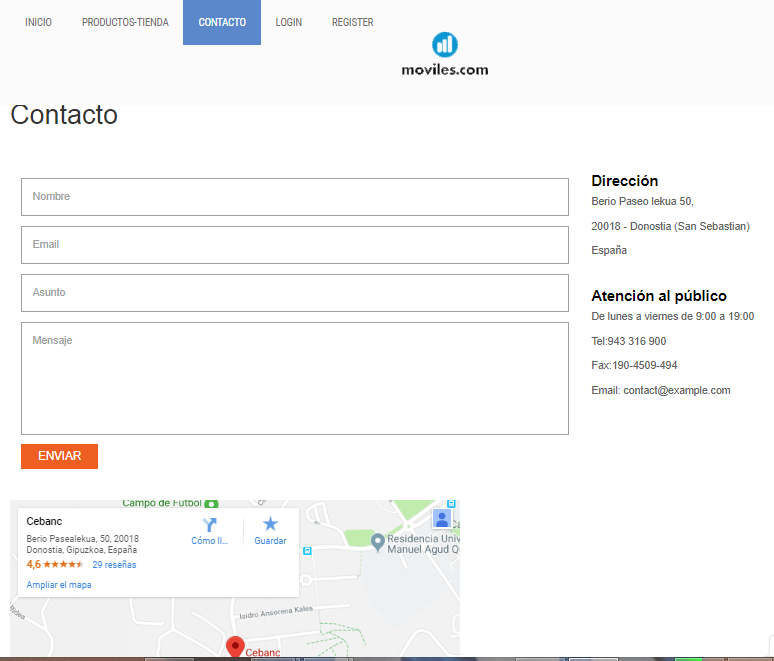 INICIO
PRODUCTOS-TIENDA
CONTACTO
LOGIN
REGISTER
moviles.com
Contacto
Nombre
Email
Asunto
Mensaje
ENVIAR
Dirección
Berio Paseo lekua 50,
20018 - Donostia (San Sebastian)
España
Atención al público
De lunes a viernes de 9:00 a 19:00
Tel:943 316 900
Fax:190-4509-494
Email: contact@example.com
Campo de Fútbol
Cebanc
Berio Pasealekua, 50, 20018
Donostia, Gipuzkoa, España
4,6
29 reseñas
Ampliar el mapa
Cómo ll...
Guardar
Residencia Univ
Manuel Agud Q
Isidro Ansorena Kalea
Cebanc